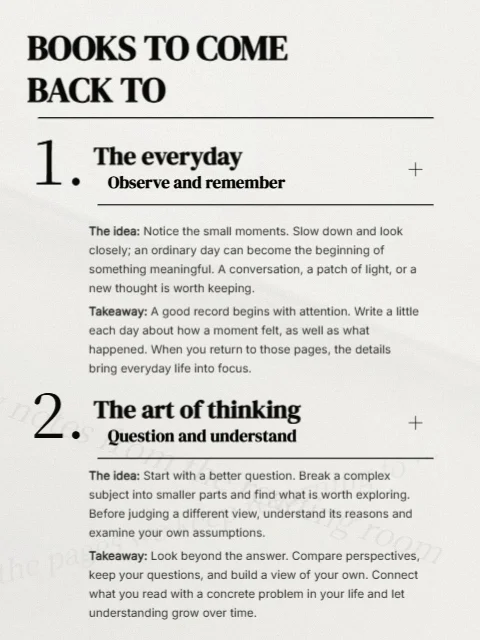 BOOKS TO COME
BACK TO
1. The everyday
Observe and remember
+
The idea: Notice the small moments. Slow down and look
closely; an ordinary day can become the beginning of
something meaningful. A conversation, a patch of light, or a
new thought is worth keeping.
Takeaway: A good record begins with attention. Write a little
each day about how a moment felt, as well as what
happened. When you return to those pages, the details
bring everyday life into focus.
2. The art of thinking
Question and understand
+
The idea: Start with a better question. Break a complex
subject into smaller parts and find what is worth exploring.
Before judging a different view, understand its reasons and
examine your own assumptions.
Takeaway: Look beyond the answer. Compare perspectives,
keep your questions, and build a view of your own. Connect
what you read with a concrete problem in your life and let
understanding grow over time.
notes from the reading room
the pages